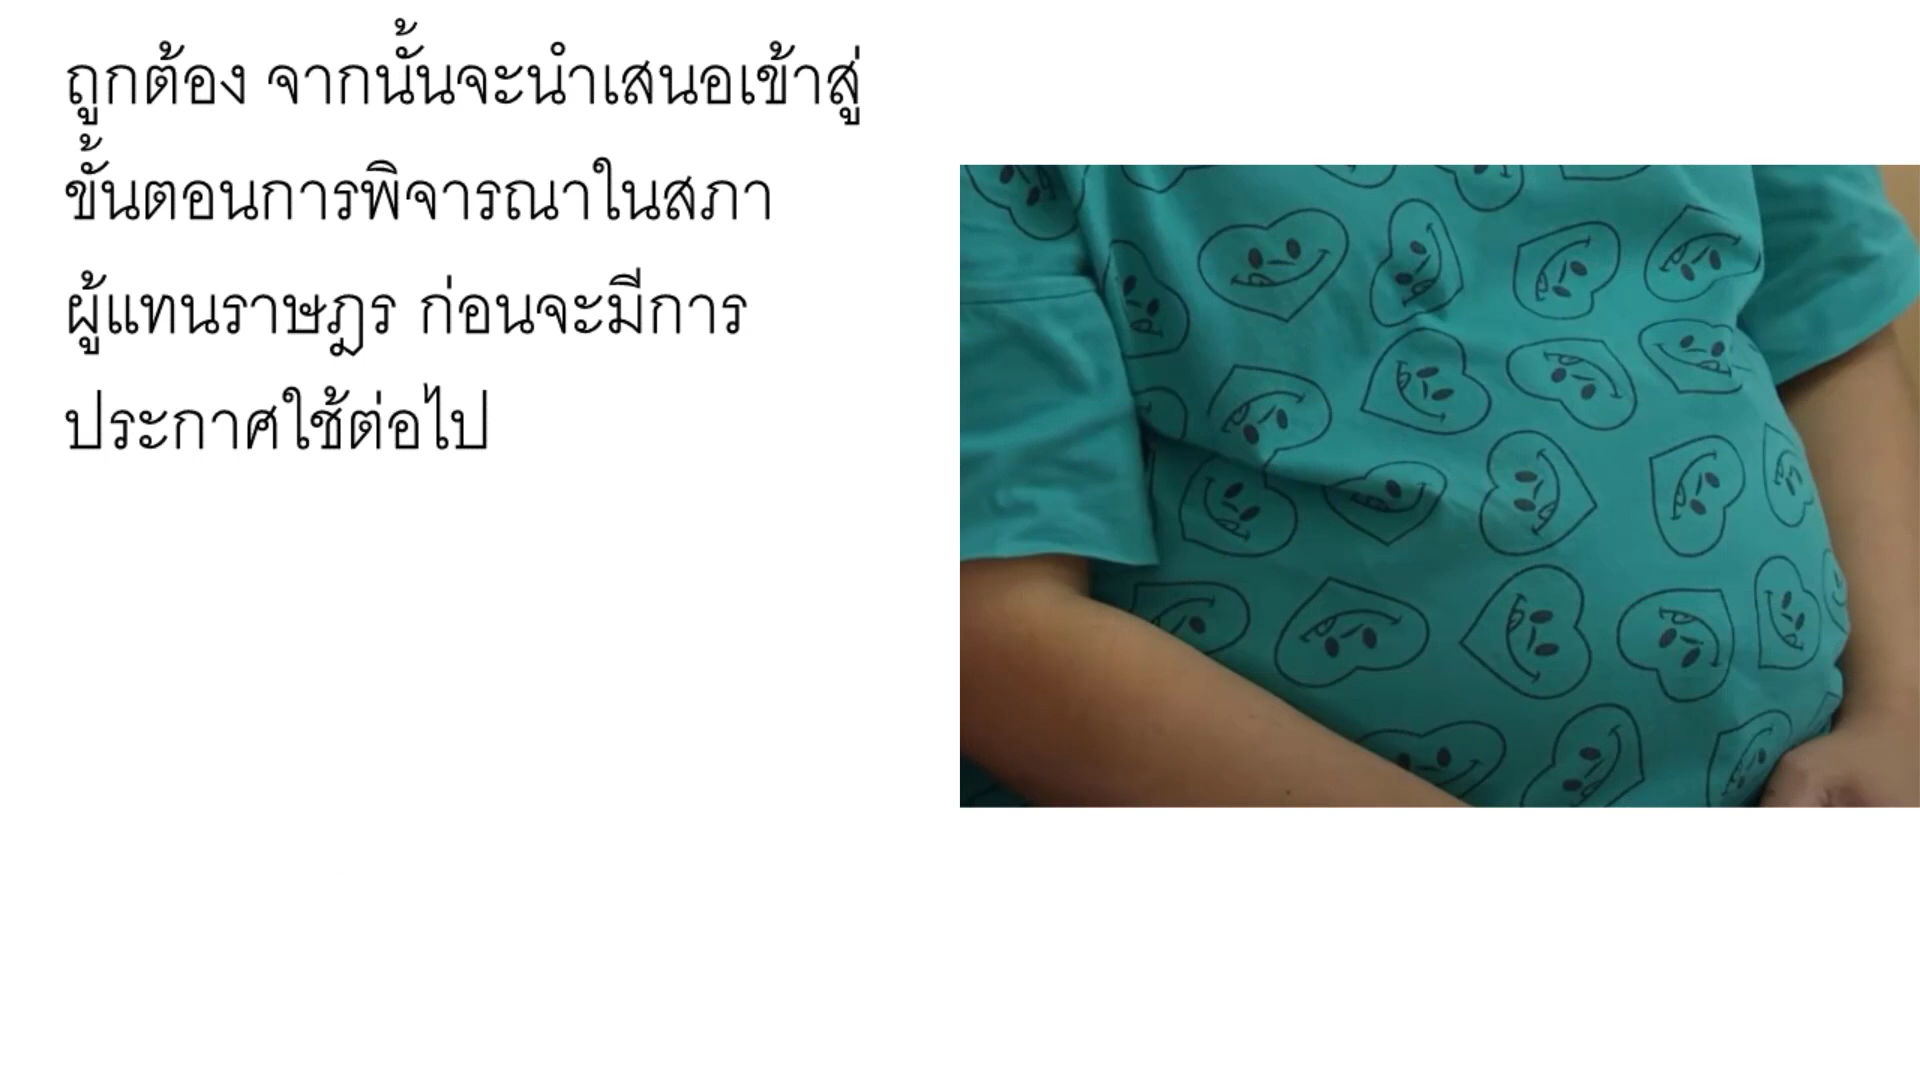 ถูกต้อง จากนั้นจะนำเสนอเข้าสู่
ขั้นตอนการพิจารณาในสภา
ผู้แทนราษฎร ก่อนจะมีการ
ประกาศใช้ต่อไป